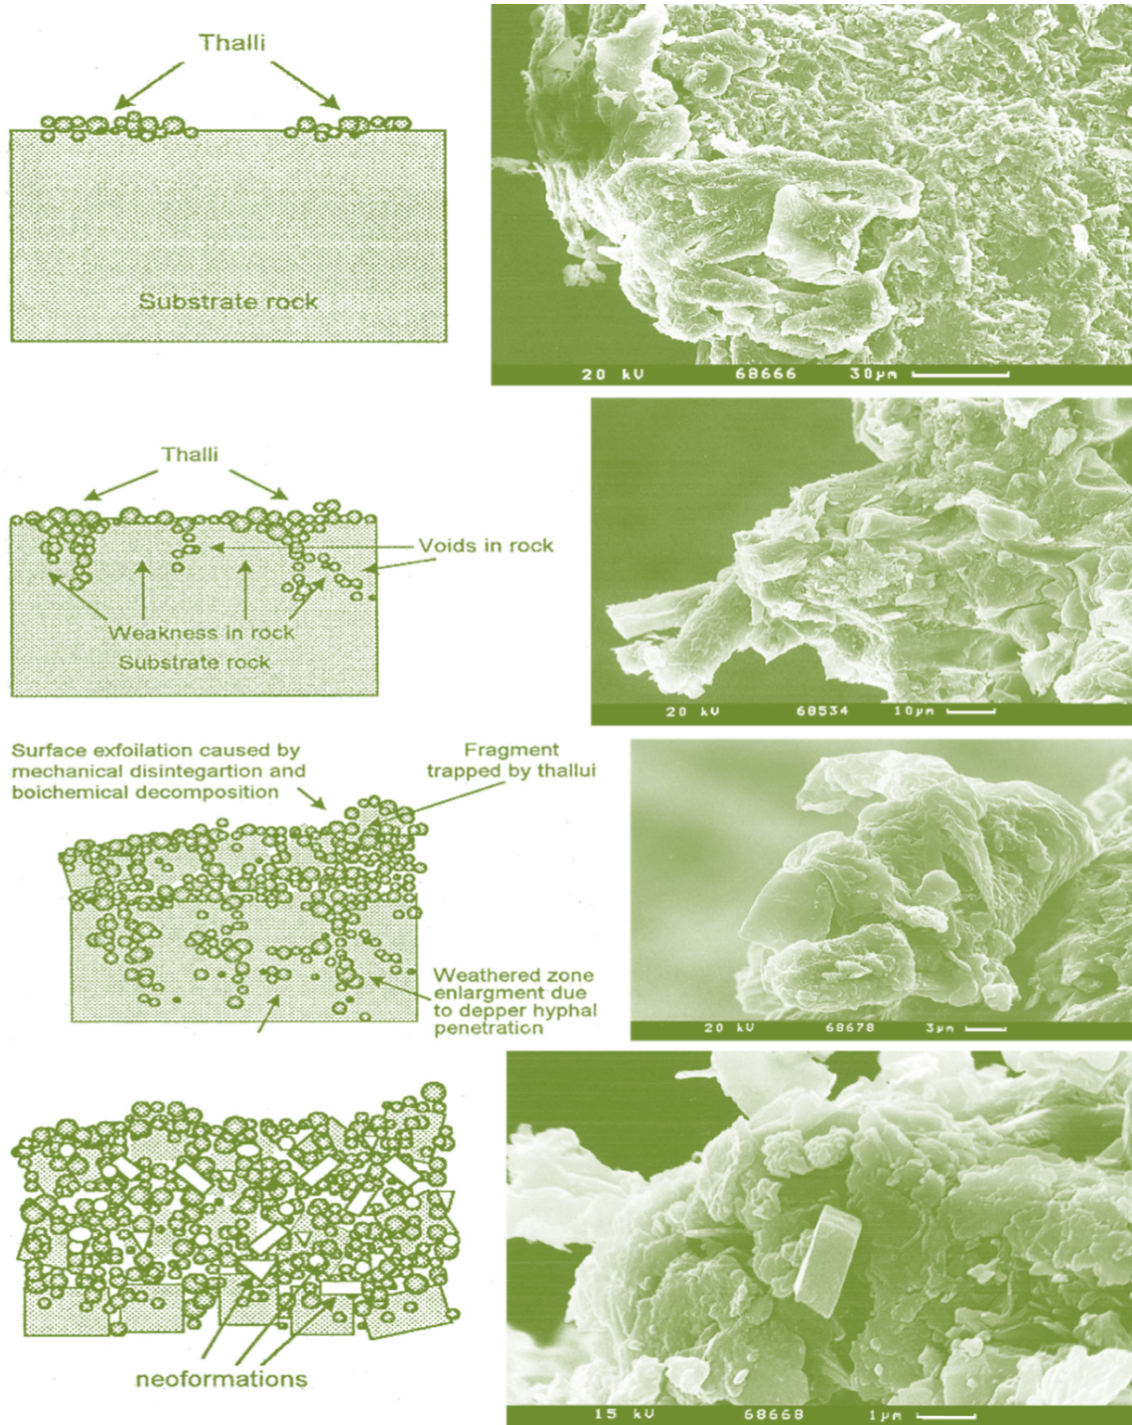 Thalli
Substrate rock
20 kV 68666 30µm
Thalli
Voids in rock
Weakness in rock
Substrate rock
20 kV 68534 10µm
Surface exfoilation caused by
mechanical disintegartion and
boichemical decomposition
Fragment
trapped by thallui
Weathered zone
enlargment due
to depper hyphal
penetration
20 kV 68678 3µm
neoformations
15 kV 68668 1µm